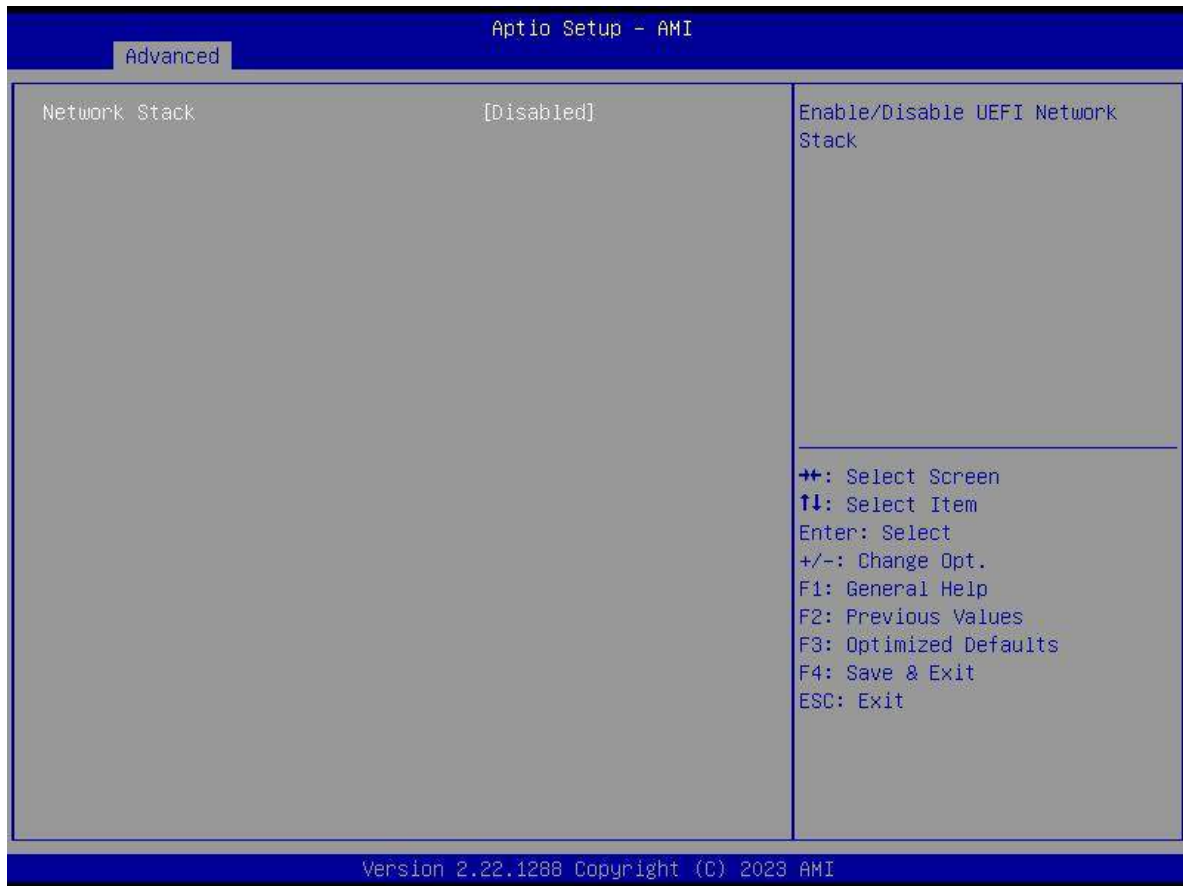 Aptio Setup - AMI
Advanced
Network Stack [Disabled]
Enable/Disable UEFI Network
Stack
→←: Select Screen
↑↓: Select Item
Enter: Select
+/-: Change Opt.
F1: General Help
F2: Previous Values
F3: Optimized Defaults
F4: Save & Exit
ESC: Exit
Version 2.22.1288 Copyright (C) 2023 AMI